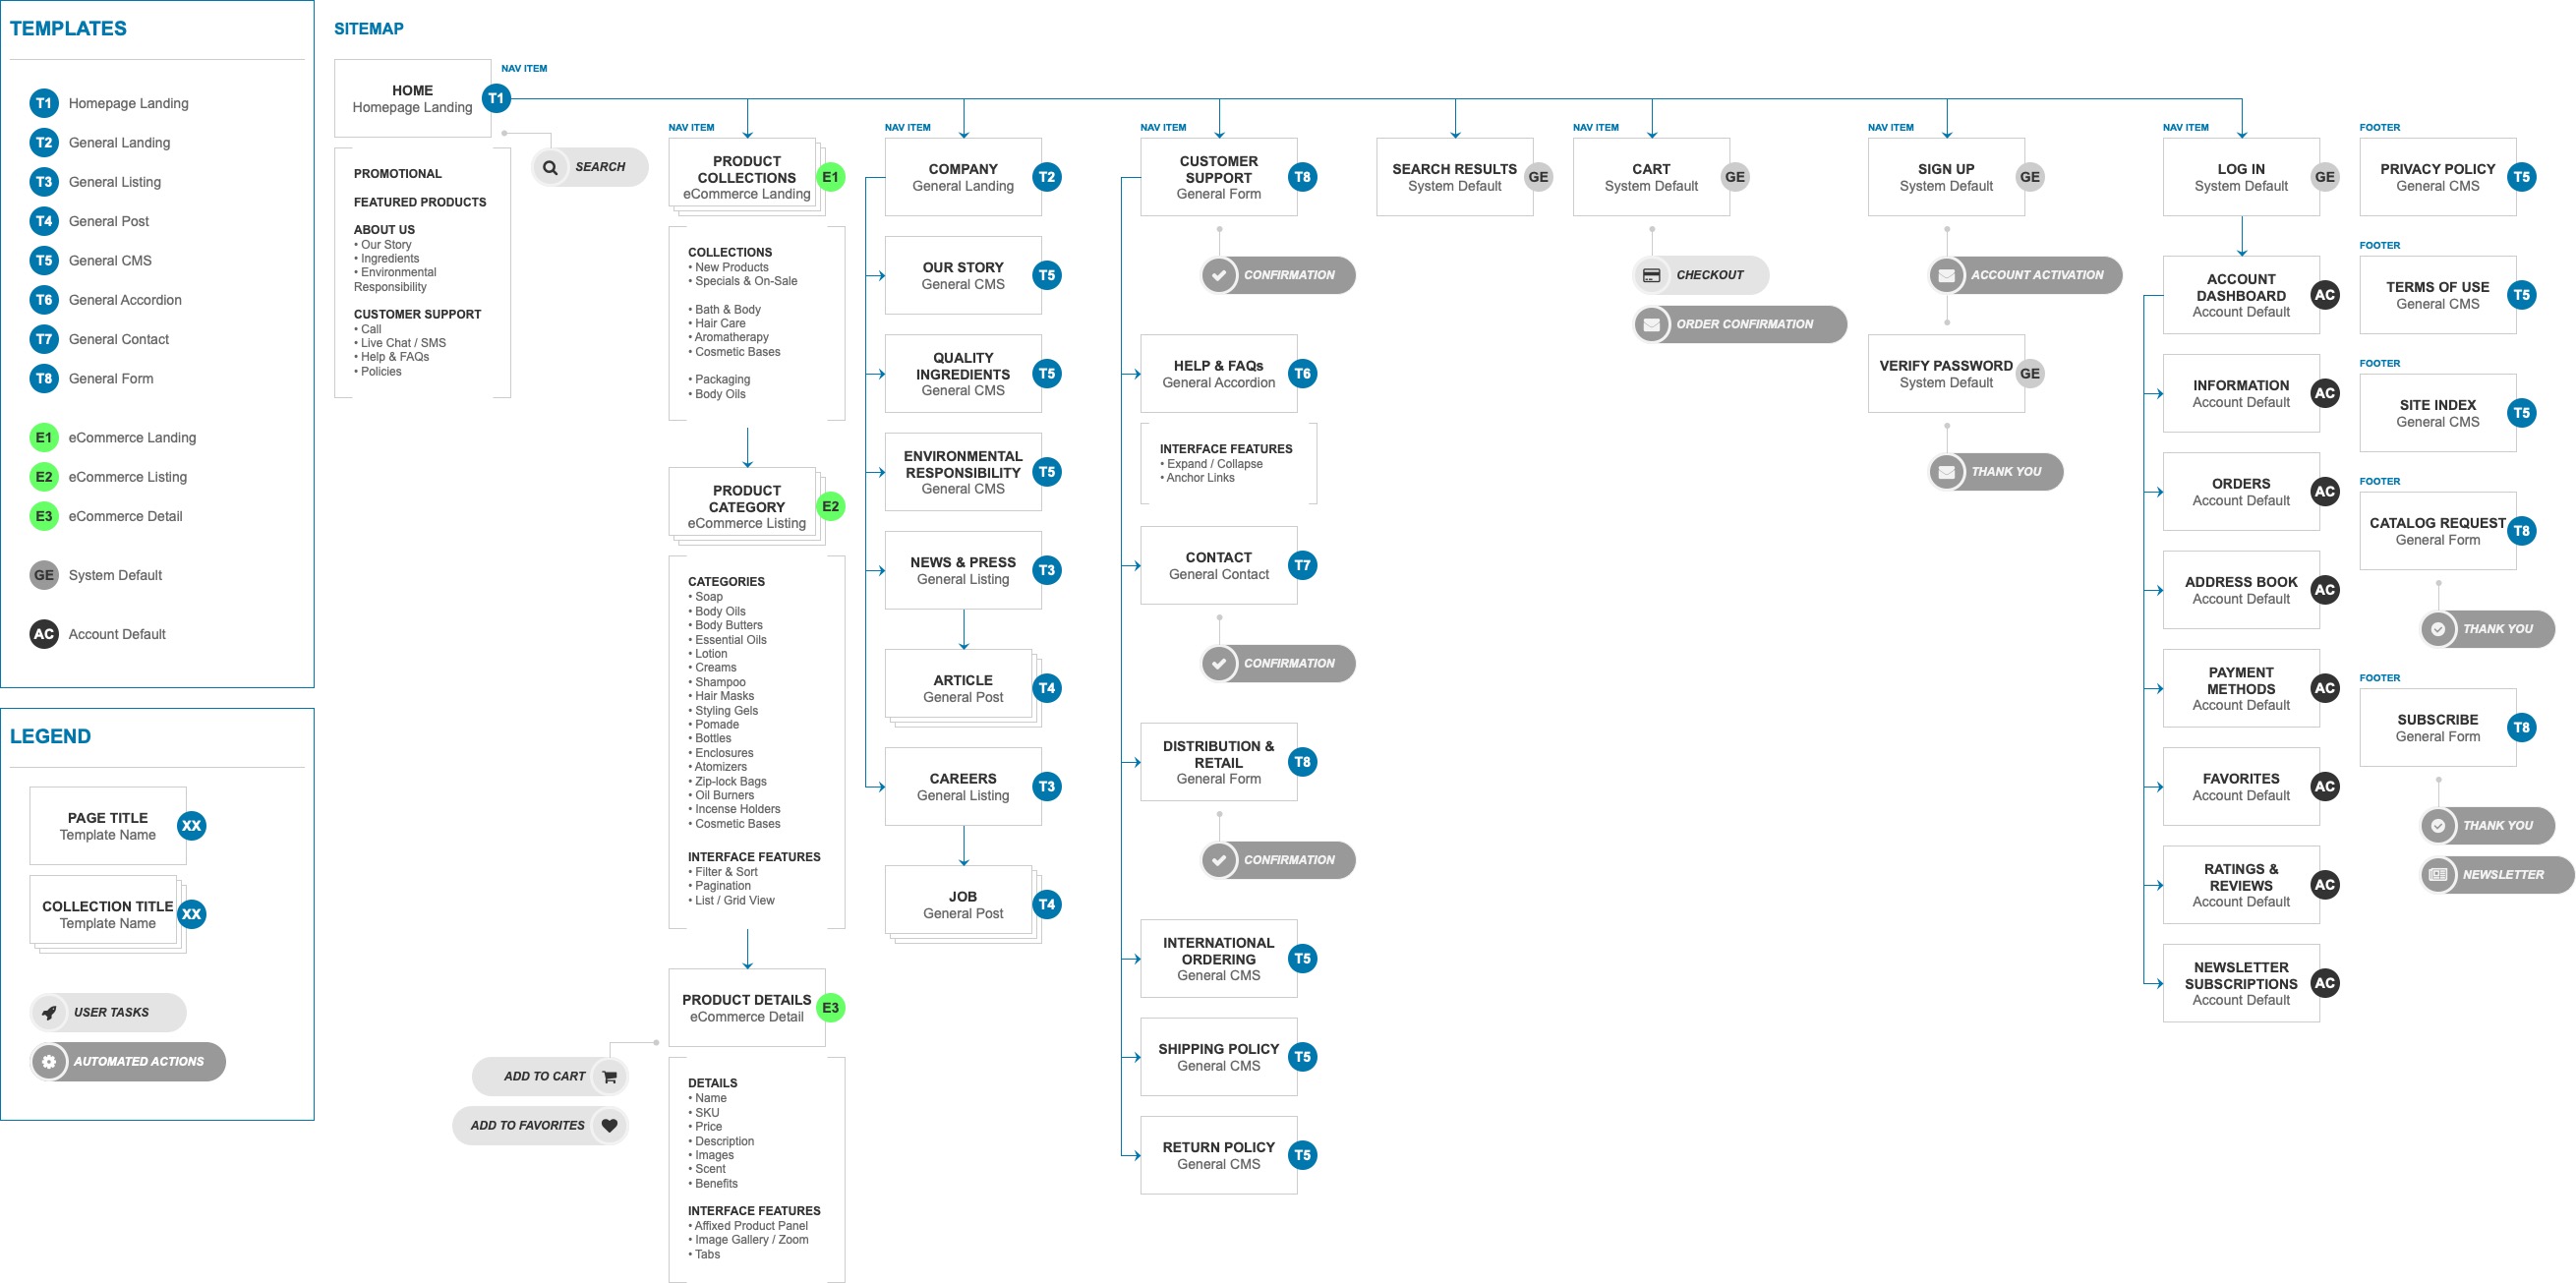 TEMPLATES
T1 Homepage Landing
T2 General Landing
T3 General Listing
T4 General Post
T5 General CMS
T6 General Accordion
T7 General Contact
T8 General Form
E1 eCommerce Landing
E2 eCommerce Listing
E3 eCommerce Detail
GE System Default
AC Account Default
LEGEND
PAGE TITLE
Template Name
XX
COLLECTION TITLE
Template Name
XX
USER TASKS
AUTOMATED ACTIONS
SITEMAP
NAV ITEM
HOME
Homepage Landing
T1
SEARCH
PROMOTIONAL
FEATURED PRODUCTS
ABOUT US
• Our Story
• Ingredients
• Environmental
Responsibility
CUSTOMER SUPPORT
• Call
• Live Chat / SMS
• Help & FAQs
• Policies
NAV ITEM
PRODUCT
COLLECTIONS
eCommerce Landing
E1
COLLECTIONS
• New Products
• Specials & On-Sale
• Bath & Body
• Hair Care
• Aromatherapy
• Cosmetic Bases
• Packaging
• Body Oils
PRODUCT
CATEGORY
eCommerce Listing
E2
CATEGORIES
• Soap
• Body Oils
• Body Butters
• Essential Oils
• Lotion
• Creams
• Shampoo
• Hair Masks
• Styling Gels
• Pomade
• Bottles
• Enclosures
• Atomizers
• Zip-lock Bags
• Oil Burners
• Incense Holders
• Cosmetic Bases
INTERFACE FEATURES
• Filter & Sort
• Pagination
• List / Grid View
PRODUCT DETAILS
eCommerce Detail
E3
ADD TO CART
ADD TO FAVORITES
DETAILS
• Name
• SKU
• Price
• Description
• Images
• Scent
• Benefits
INTERFACE FEATURES
• Affixed Product Panel
• Image Gallery / Zoom
• Tabs
NAV ITEM
COMPANY
General Landing
T2
OUR STORY
General CMS
T5
QUALITY
INGREDIENTS
General CMS
T5
ENVIRONMENTAL
RESPONSIBILITY
General CMS
T5
NEWS & PRESS
General Listing
T3
ARTICLE
General Post
T4
CAREERS
General Listing
T3
JOB
General Post
T4
NAV ITEM
CUSTOMER
SUPPORT
General Form
T8
CONFIRMATION
HELP & FAQs
General Accordion
T6
INTERFACE FEATURES
• Expand / Collapse
• Anchor Links
CONTACT
General Contact
T7
CONFIRMATION
DISTRIBUTION &
RETAIL
General Form
T8
CONFIRMATION
INTERNATIONAL
ORDERING
General CMS
T5
SHIPPING POLICY
General CMS
T5
RETURN POLICY
General CMS
T5
SEARCH RESULTS
System Default
GE
NAV ITEM
CART
System Default
GE
CHECKOUT
ORDER CONFIRMATION
NAV ITEM
SIGN UP
System Default
GE
ACCOUNT ACTIVATION
VERIFY PASSWORD
System Default
GE
THANK YOU
NAV ITEM
LOG IN
System Default
GE
ACCOUNT
DASHBOARD
Account Default
AC
INFORMATION
Account Default
AC
ORDERS
Account Default
AC
ADDRESS BOOK
Account Default
AC
PAYMENT
METHODS
Account Default
AC
FAVORITES
Account Default
AC
RATINGS &
REVIEWS
Account Default
AC
NEWSLETTER
SUBSCRIPTIONS
Account Default
AC
FOOTER
PRIVACY POLICY
General CMS
T5
FOOTER
TERMS OF USE
General CMS
T5
FOOTER
SITE INDEX
General CMS
T5
FOOTER
CATALOG REQUEST
General Form
T8
THANK YOU
FOOTER
SUBSCRIBE
General Form
T8
THANK YOU
NEWSLETTER